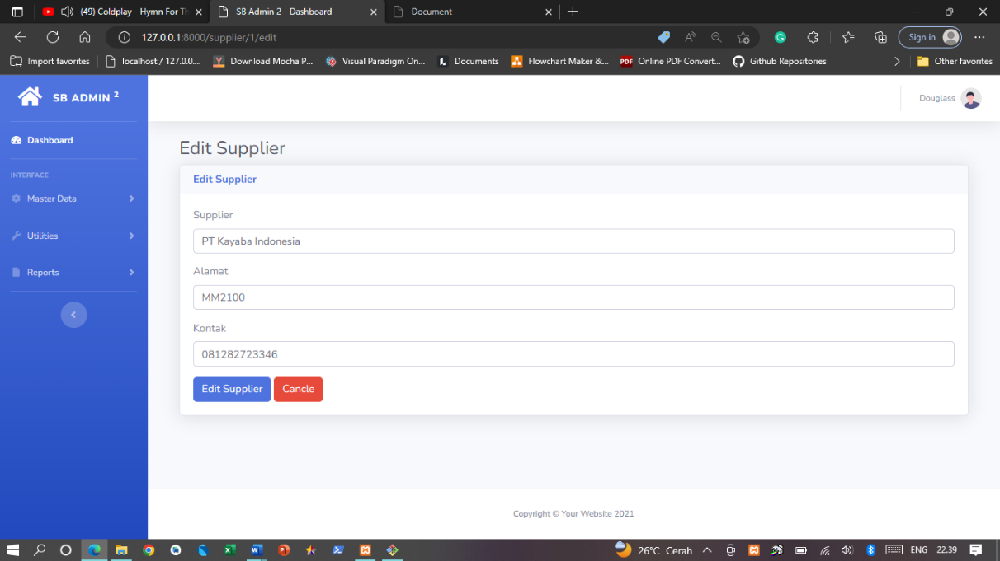 (49) Coldplay - Hymn For Th
SB Admin 2 - Dashboard
Document
127.0.0.1:8000/supplier/1/edit
Sign in
Import favorites
localhost / 127.0.0....
Download Mocha P...
Visual Paradigm On...
Documents
Flowchart Maker &...
PDF Online PDF Convert...
Github Repositories
Other favorites
SB ADMIN 2
Douglass
Dashboard
INTERFACE
Master Data
Utilities
Reports
Edit Supplier
Edit Supplier
Supplier
PT Kayaba Indonesia
Alamat
MM2100
Kontak
081282723346
Edit Supplier Cancle
Copyright © Your Website 2021
26°C Cerah
ENG 22.39